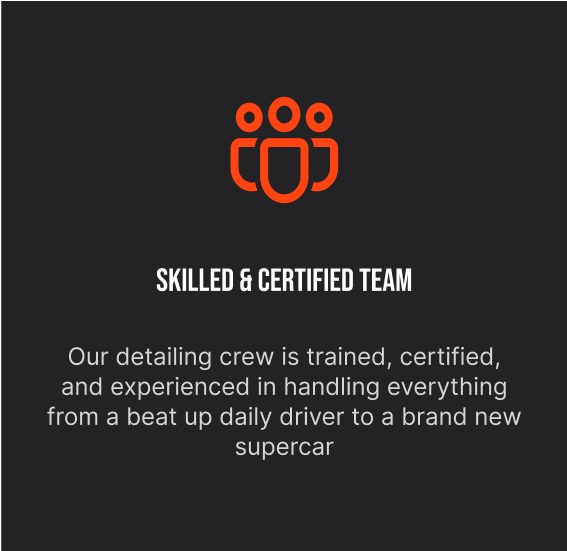 SKILLED & CERTIFIED TEAM
Our detailing crew is trained, certified,
and experienced in handling everything
from a beat up daily driver to a brand new
supercar